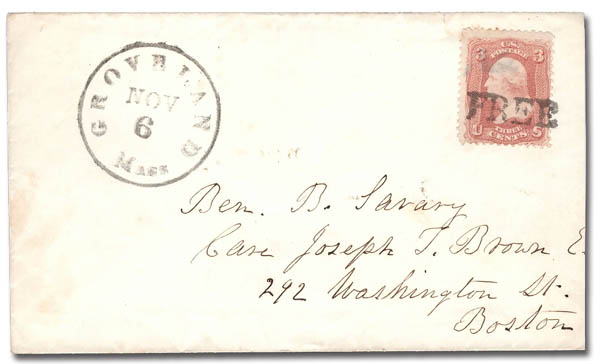 GROVELAND
NOV
6
MASS
3 U.S. POSTAGE 3
FREE
U THREE CENTS S
Ben. B. Savary
Care Joseph T. Brown E.
292 Washington St.
Boston